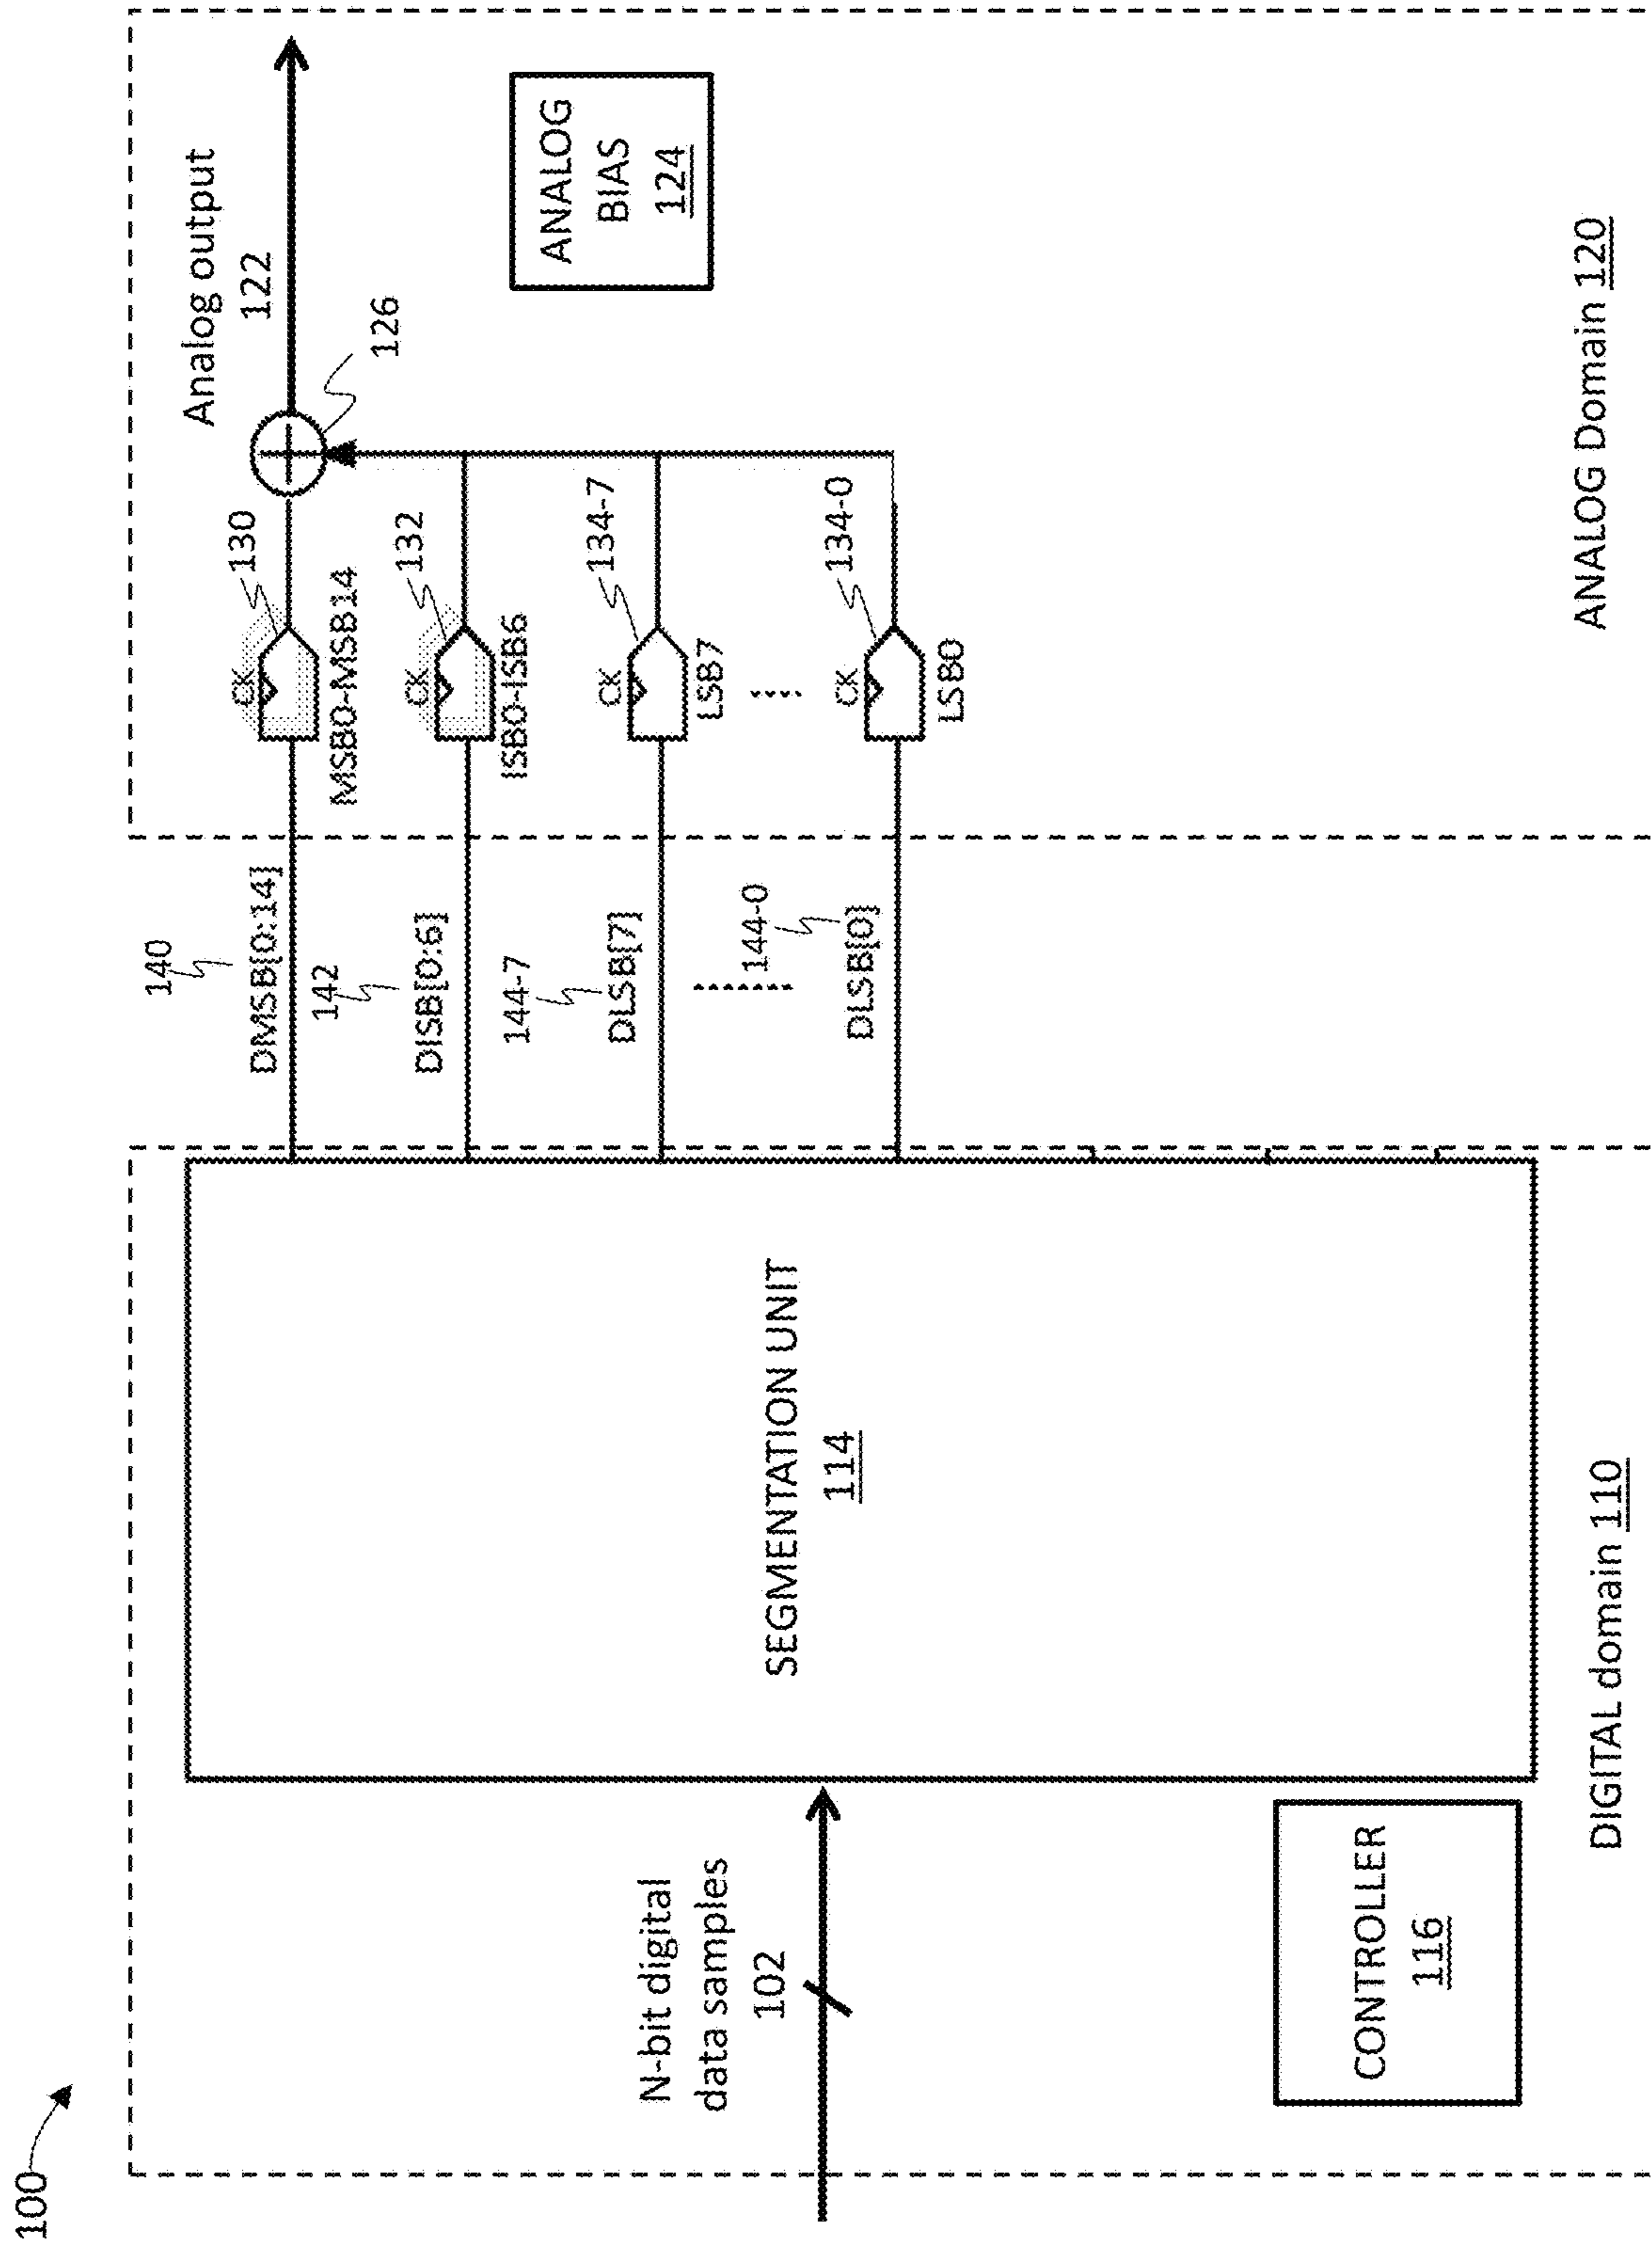 100
N-bit digital
data samples
102
CONTROLLER
116
SEGMENTATION UNIT
114
DIGITAL domain 110
140
DMSB[0:14]
142
DISB[0:6]
144-7
DLSB[7]
144-0
DLSB[0]
CK
130
MSB0-MSB14
CK
132
ISB0-ISB6
CK
134-7
LSB7
CK
134-0
LSB0
126
Analog output
122
ANALOG
BIAS
124
ANALOG Domain 120